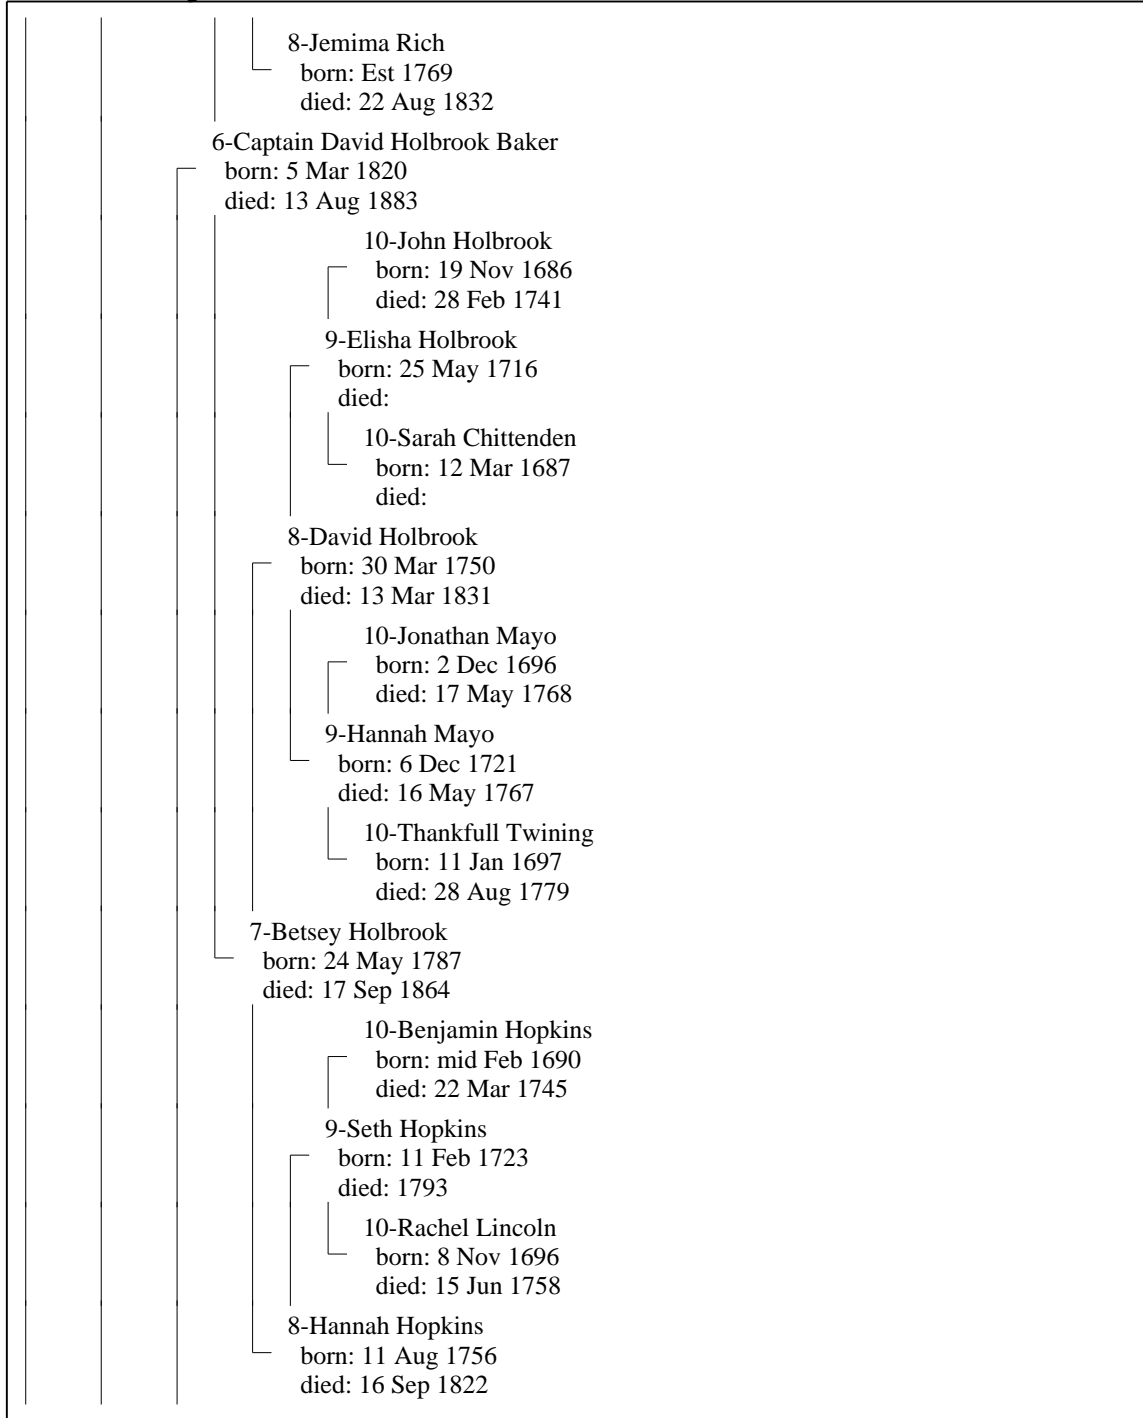 8-Jemima Rich
born: Est 1769
died: 22 Aug 1832
6-Captain David Holbrook Baker
born: 5 Mar 1820
died: 13 Aug 1883
10-John Holbrook
born: 19 Nov 1686
died: 28 Feb 1741
9-Elisha Holbrook
born: 25 May 1716
died:
10-Sarah Chittenden
born: 12 Mar 1687
died:
8-David Holbrook
born: 30 Mar 1750
died: 13 Mar 1831
10-Jonathan Mayo
born: 2 Dec 1696
died: 17 May 1768
9-Hannah Mayo
born: 6 Dec 1721
died: 16 May 1767
10-Thankfull Twining
born: 11 Jan 1697
died: 28 Aug 1779
7-Betsey Holbrook
born: 24 May 1787
died: 17 Sep 1864
10-Benjamin Hopkins
born: mid Feb 1690
died: 22 Mar 1745
9-Seth Hopkins
born: 11 Feb 1723
died: 1793
10-Rachel Lincoln
born: 8 Nov 1696
died: 15 Jun 1758
8-Hannah Hopkins
born: 11 Aug 1756
died: 16 Sep 1822